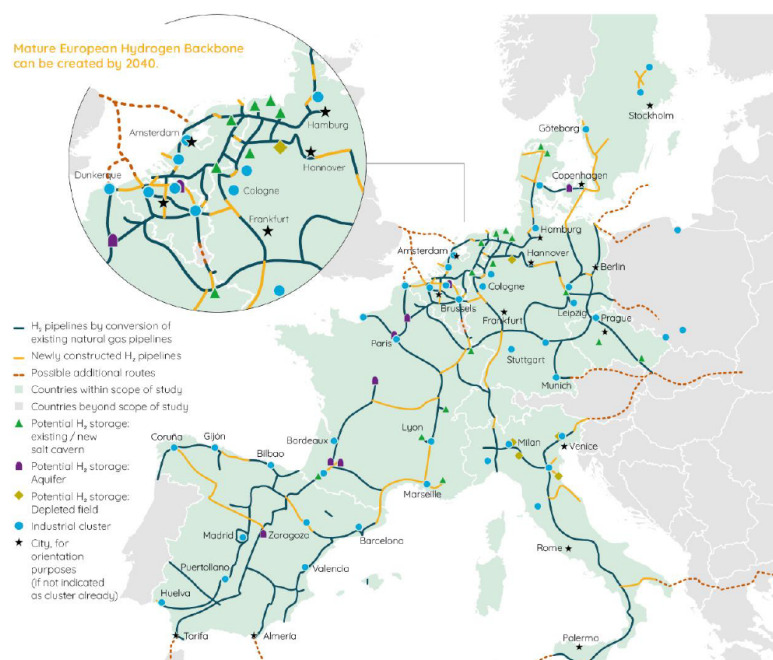 Mature European Hydrogen Backbone
can be created by 2040.
Amsterdam
Hamburg
Hannover
Dunkerque
Cologne
Frankfurt
Stockholm
Göteborg
Copenhagen
Hamburg
Amsterdam
Hannover
Berlin
Cologne
Brussels
Leipzig
Frankfurt
Prague
Paris
Stuttgart
Munich
H₂ pipelines by conversion of
existing natural gas pipelines
Newly constructed H₂ pipelines
Possible additional routes
Countries within scope of study
Countries beyond scope of study
Potential H₂ storage:
existing / new
salt cavern
Potential H₂ storage:
Aquifer
Potential H₂ storage:
Depleted field
Industrial cluster
City, for
orientation
purposes
(if not indicated
as cluster already)
Lyon
Milan
Venice
Coruña
Gijón
Bordeaux
Bilbao
Marseille
Madrid
Zaragoza
Barcelona
Rome
Puertollano
Valencia
Huelva
Tarifa
Almería
Palermo